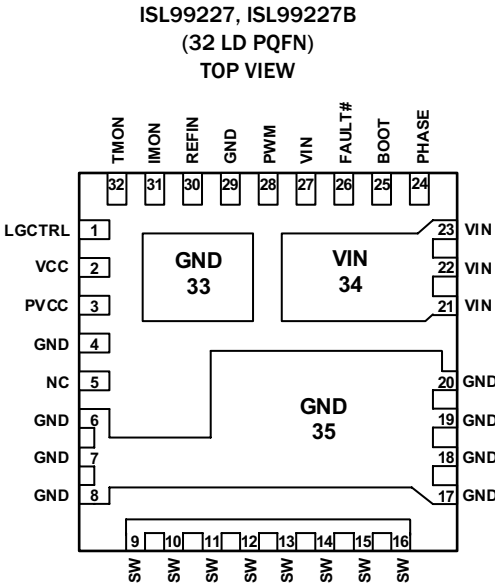 ISL99227, ISL99227B
(32 LD PQFN)
TOP VIEW
TMON
IMON
REFIN
GND
PWM
VIN
FAULT#
BOOT
PHASE
32 31 30 29 28 27 26 25 24
LGCTRL 1
23 VIN
VCC 2
22 VIN
PVCC 3
21 VIN
GND 4
NC 5
20 GND
GND 6
19 GND
GND 7
18 GND
GND 8
17 GND
GND
33
VIN
34
GND
35
9 10 11 12 13 14 15 16
SW SW SW SW SW SW SW SW